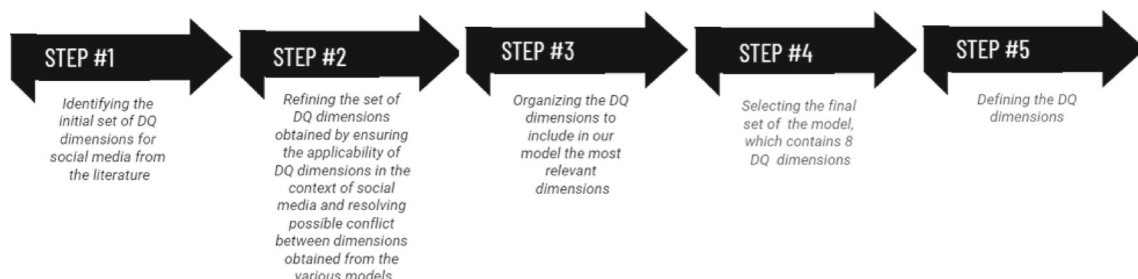 STEP #1
Identifying the
initial set of DQ
dimensions for
social media from
the literature
STEP #2
Refining the set of
DQ dimensions
obtained by ensuring
the applicability of
DQ dimensions in the
context of social
media and resolving
possible conflict
between dimensions
obtained from the
various models
STEP #3
Organizing the DQ
dimensions to
include in our
model the most
relevant
dimensions
STEP #4
Selecting the final
set of the model,
which contains 8
DQ dimensions
STEP #5
Defining the DQ
dimensions